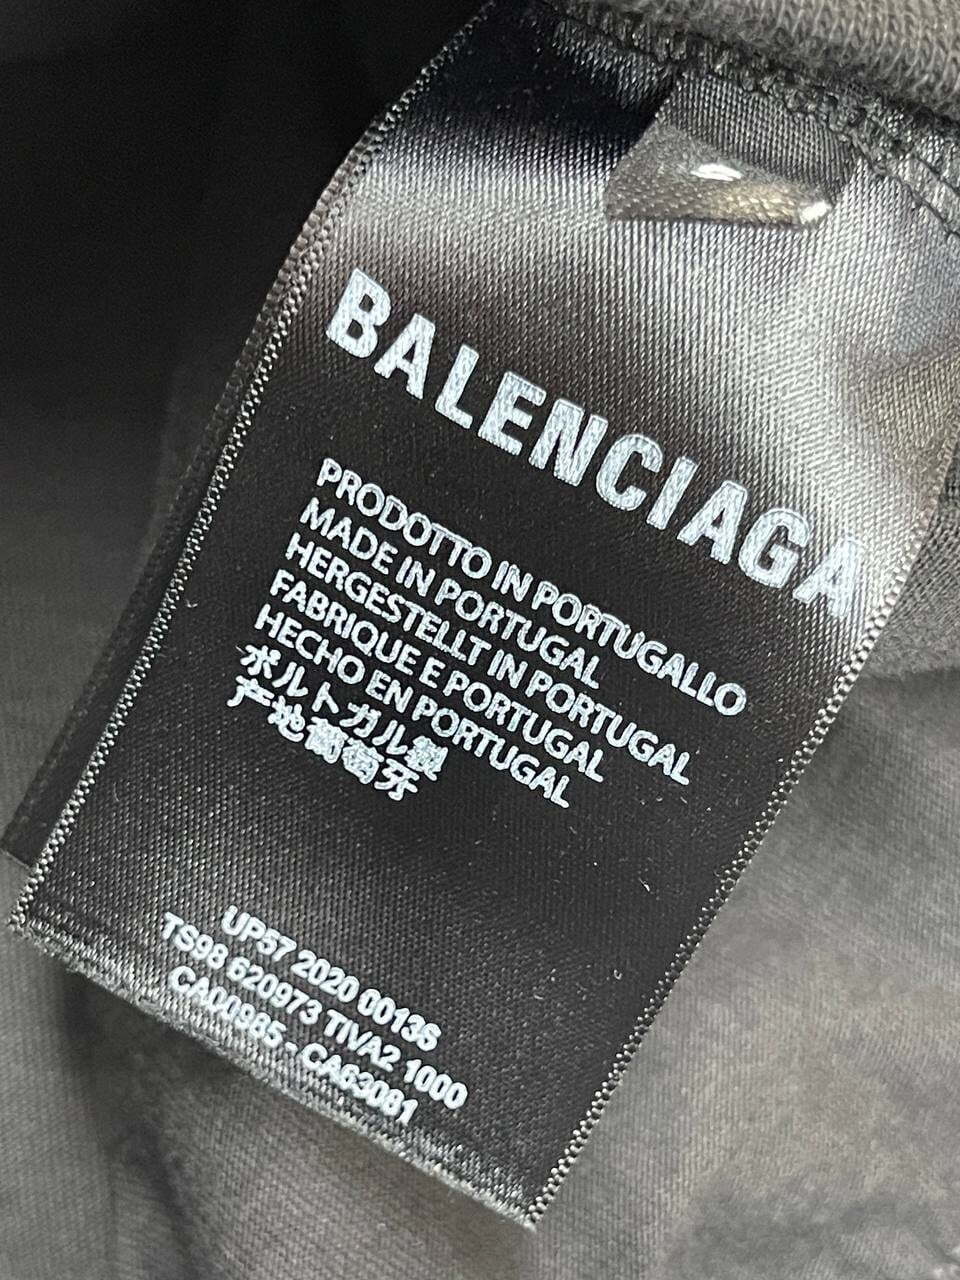 BALENCIAGA
PRODOTTO IN PORTUGALLO
MADE IN PORTUGAL
HERGESTELLT IN PORTUGAL
FABRIQUE E PORTUGAL
HECHO EN PORTUGAL
ポルトガル製
产地葡萄牙
UP57 2020 00135
TS98 620973 TIVA2 1000
CA00985 - CA63081